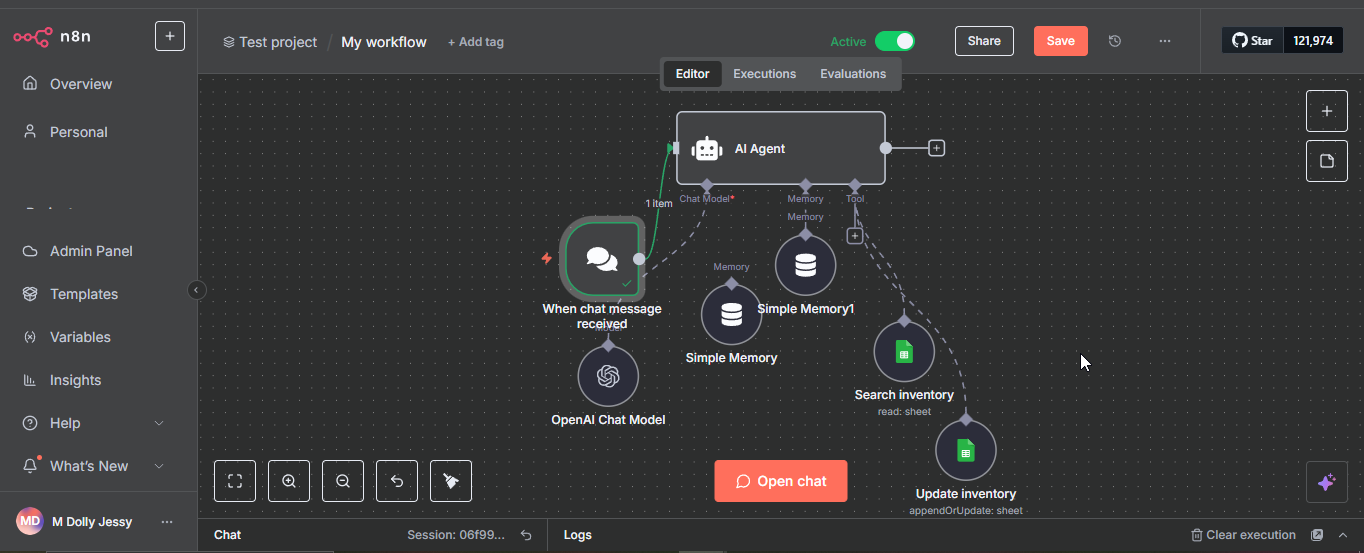 n8n
+
Overview
Personal
Admin Panel
Templates
Variables
Insights
Help
What's New
MD M Dolly Jessy
Test project / My workflow + Add tag
Active
Share
Save
Star 121,974
Editor Executions Evaluations
AI Agent
Chat Model*
Memory
Tool
1 item
Memory
When chat message
received
Memory
Simple Memory1
Simple Memory
OpenAI Chat Model
Search inventory
read: sheet
Update inventory
appendOrUpdate: sheet
Open chat
Chat
Session: 06f99...
Logs
Clear execution